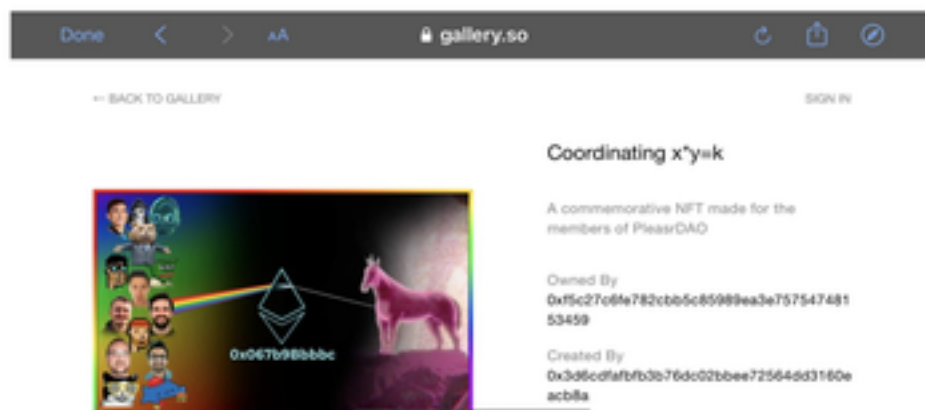 Done
AA
gallery.so
← BACK TO GALLERY
SIGN IN
Coordinating x*y=k
A commemorative NFT made for the
members of PleasrDAO
Owned By
0xf5c27c6fe782cbb5c85989ea3e757547481
53459
Created By
0x3d6cdfafbfb3b76dc02bbee72564dd3160e
acb8a
0x067b98bbbc